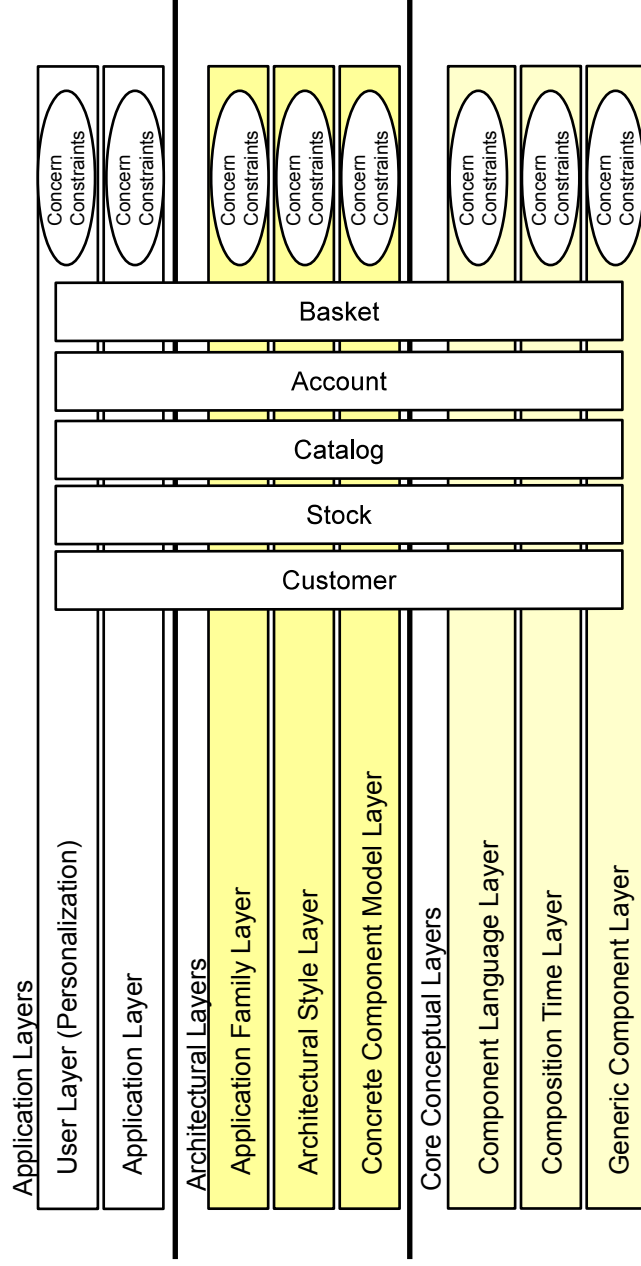 Application Layers
User Layer (Personalization)
Concern
Constraints
Application Layer
Concern
Constraints
Architectural Layers
Application Family Layer
Concern
Constraints
Architectural Style Layer
Concern
Constraints
Concrete Component Model Layer
Concern
Constraints
Core Conceptual Layers
Component Language Layer
Concern
Constraints
Composition Time Layer
Concern
Constraints
Generic Component Layer
Concern
Constraints
Basket
Account
Catalog
Stock
Customer